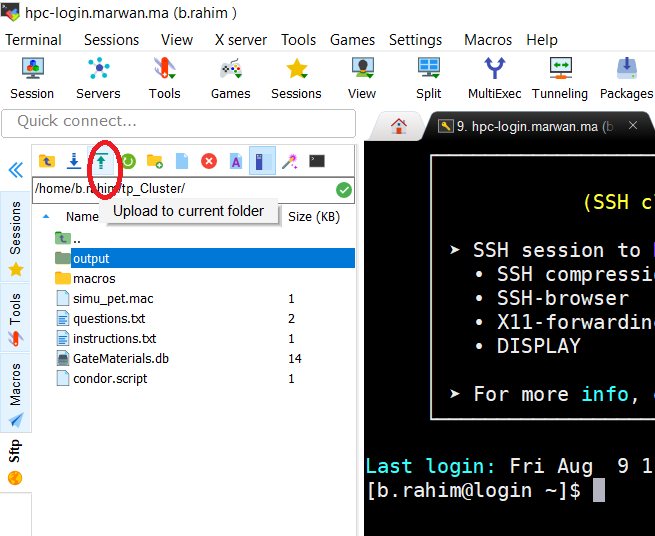 hpc-login.marwan.ma (b.rahim )
Terminal Sessions View X server Tools Games Settings Macros Help
Session Servers Tools Games Sessions View Split MultiExec Tunneling Packages
Quick connect...
9. hpc-login.marwan.ma (b
/home/b.rahim/tp_Cluster/
Upload to current folder
Name Size (KB)
..
output
macros
simu_pet.mac 1
questions.txt 2
instructions.txt 1
GateMaterials.db 14
condor.script 1
Sessions
Tools
Macros
Sftp
(SSH c
➤ SSH session to
• SSH compressi
• SSH-browser
• X11-forwardin
• DISPLAY
➤ For more info,
Last login: Fri Aug 9 1
[b.rahim@login ~]$